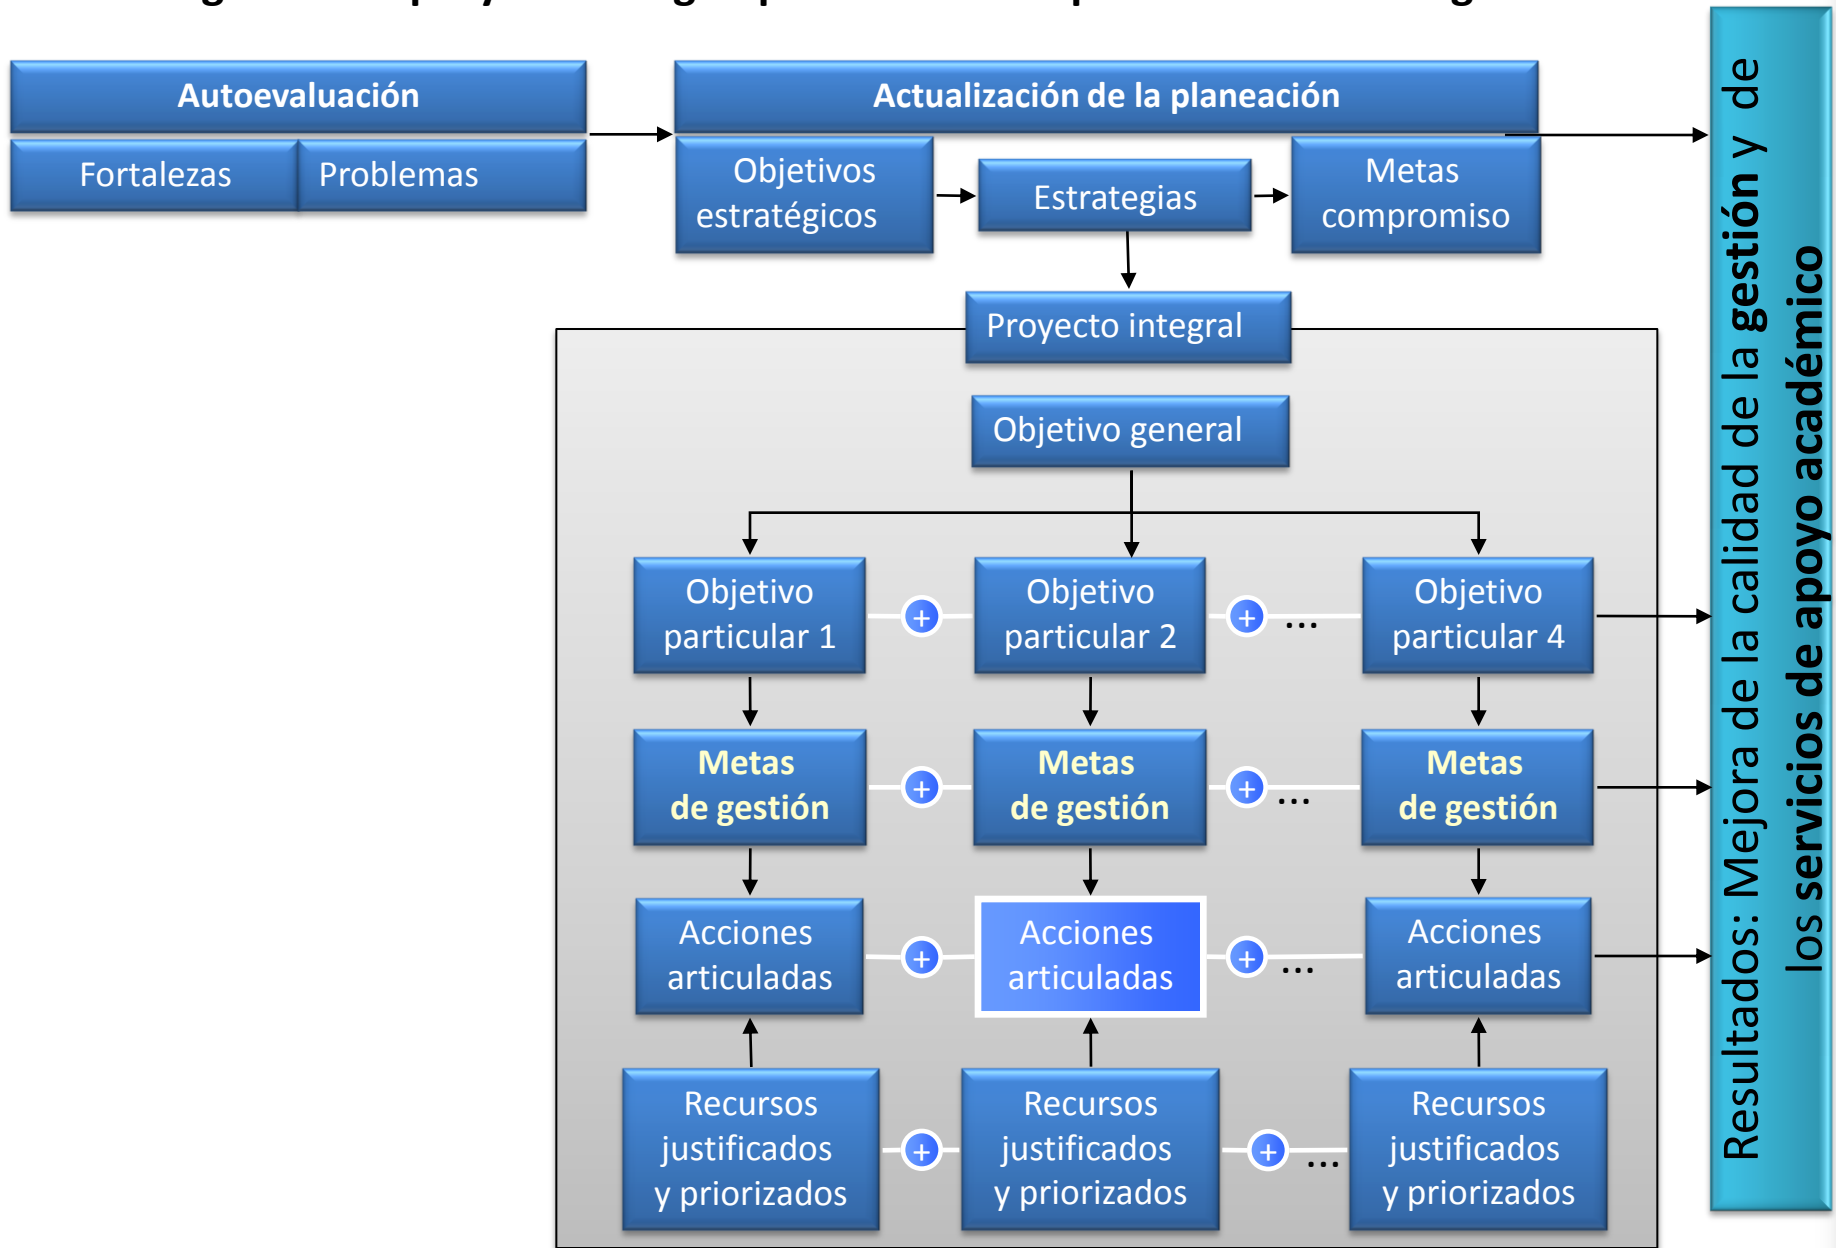 Autoevaluación
Fortalezas
Problemas
Actualización de la planeación
Objetivos
estratégicos
Estrategias
Metas
compromiso
Proyecto integral
Objetivo general
Objetivo
particular 1
+
Objetivo
particular 2
+
...
Objetivo
particular 4
Metas
de gestión
+
Metas
de gestión
+
...
Metas
de gestión
Acciones
articuladas
+
Acciones
articuladas
+
...
Acciones
articuladas
Recursos
justificados
y priorizados
+
Recursos
justificados
y priorizados
+
...
Recursos
justificados
y priorizados
Resultados: Mejora de la calidad de la gestión y de
los servicios de apoyo académico